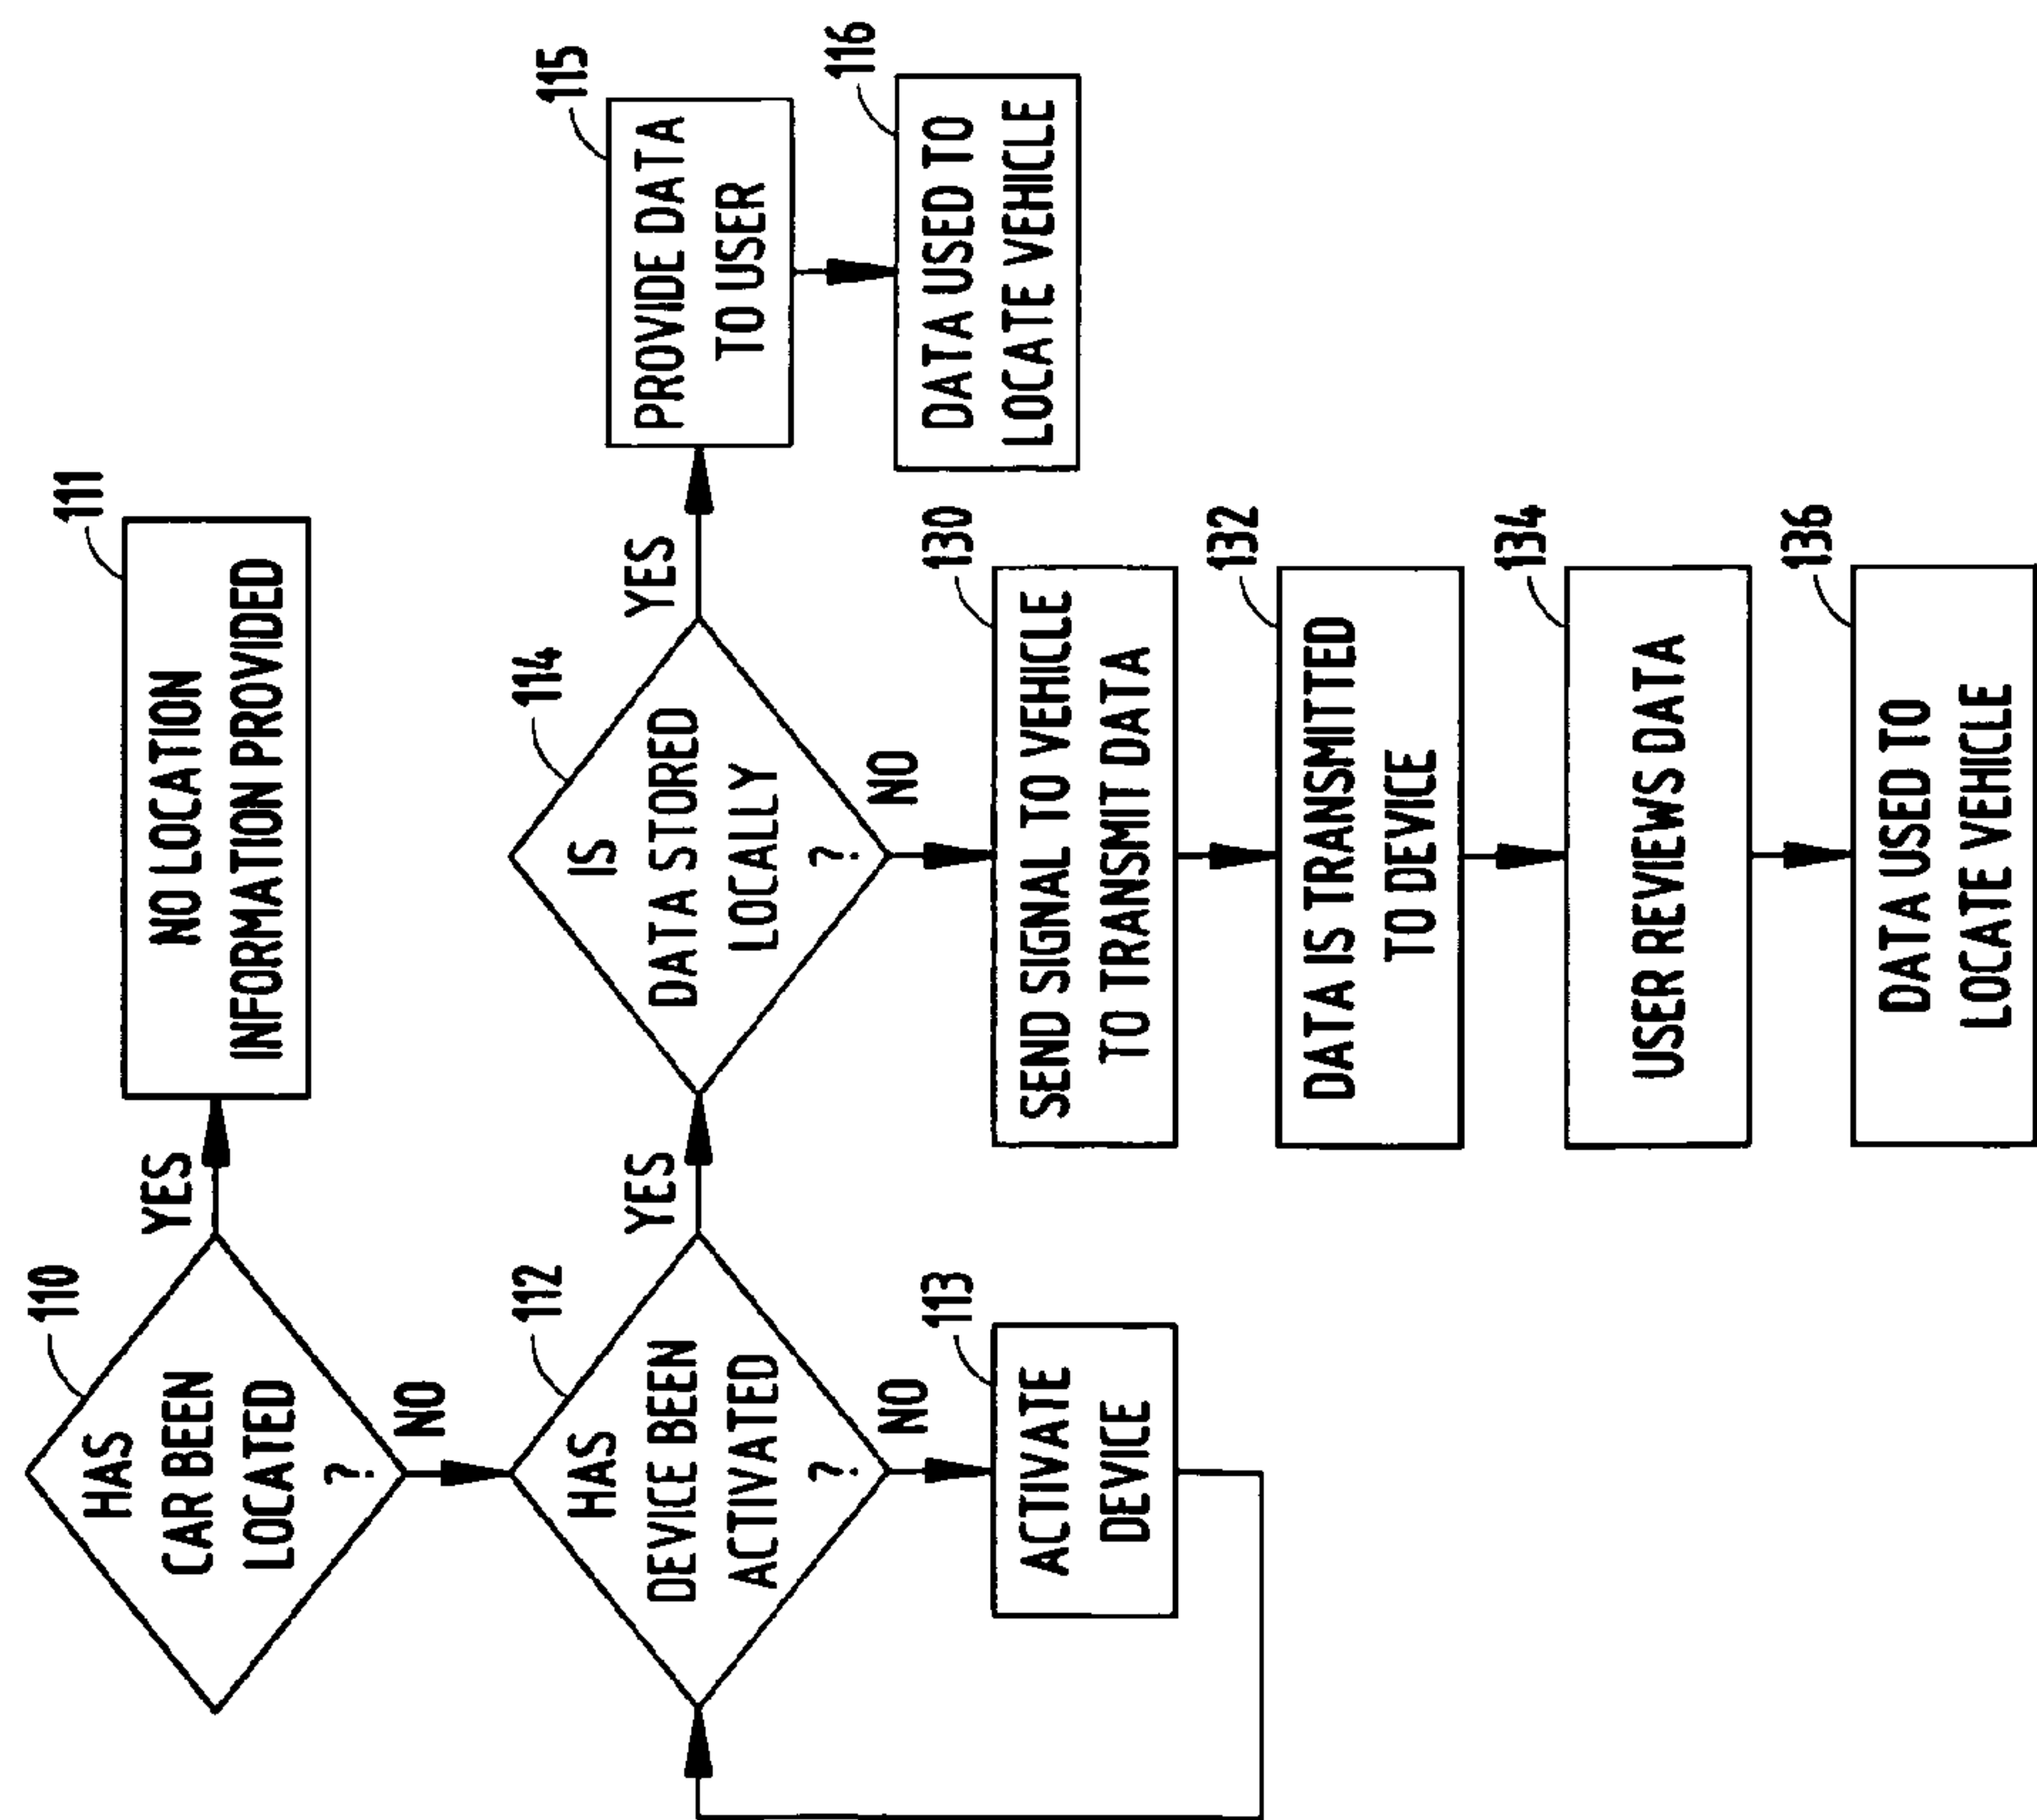 110
HAS
CAR BEEN
LOCATED
?
YES
NO
111
NO LOCATION
INFORMATION PROVIDED
112
HAS
DEVICE BEEN
ACTIVATED
?
YES
NO
113
ACTIVATE
DEVICE
114
IS
DATA STORED
LOCALLY
?
YES
NO
115
PROVIDE DATA
TO USER
116
DATA USED TO
LOCATE VEHICLE
130
SEND SIGNAL TO VEHICLE
TO TRANSMIT DATA
132
DATA IS TRANSMITTED
TO DEVICE
134
USER REVIEWS DATA
136
DATA USED TO
LOCATE VEHICLE